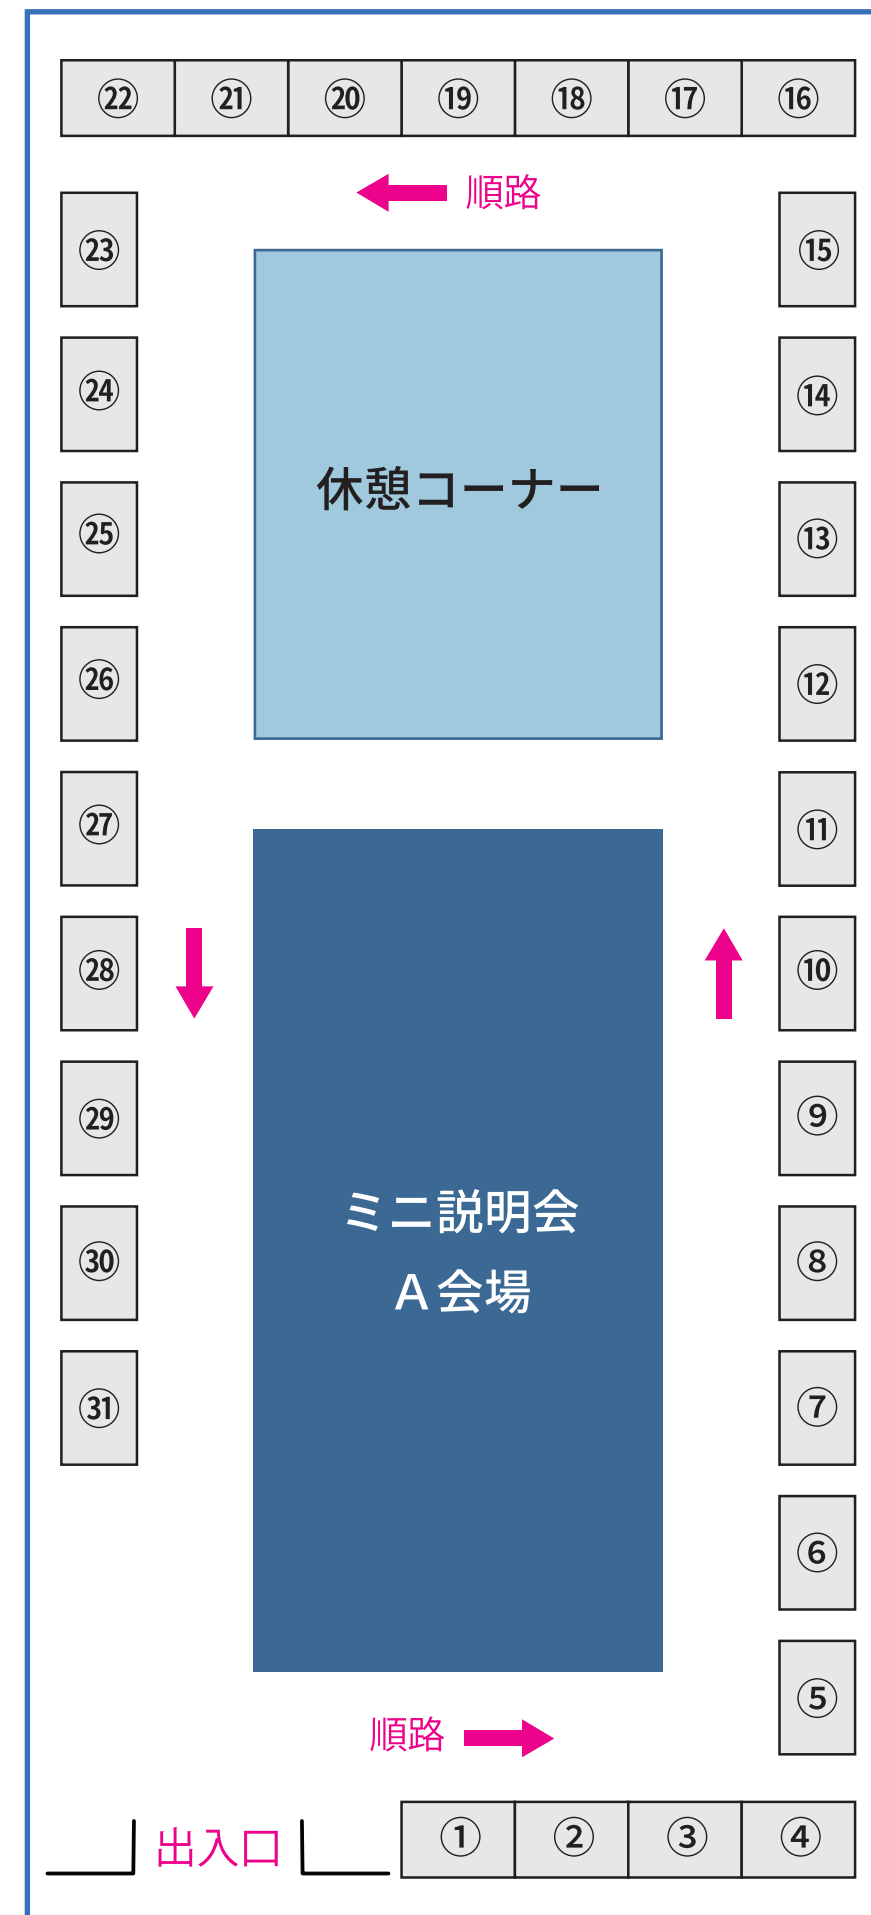 ㉒ ㉑ ⑳ ⑲ ⑱ ⑰ ⑯
順路
㉓ ⑮
㉔ ⑭
休憩コーナー
㉕ ⑬
㉖ ⑫
㉗ ⑪
㉘ ⑩
㉙ ⑨
ミニ説明会
A会場
㉚ ⑧
㉛ ⑦
⑥
⑤
順路
出入口
① ② ③ ④